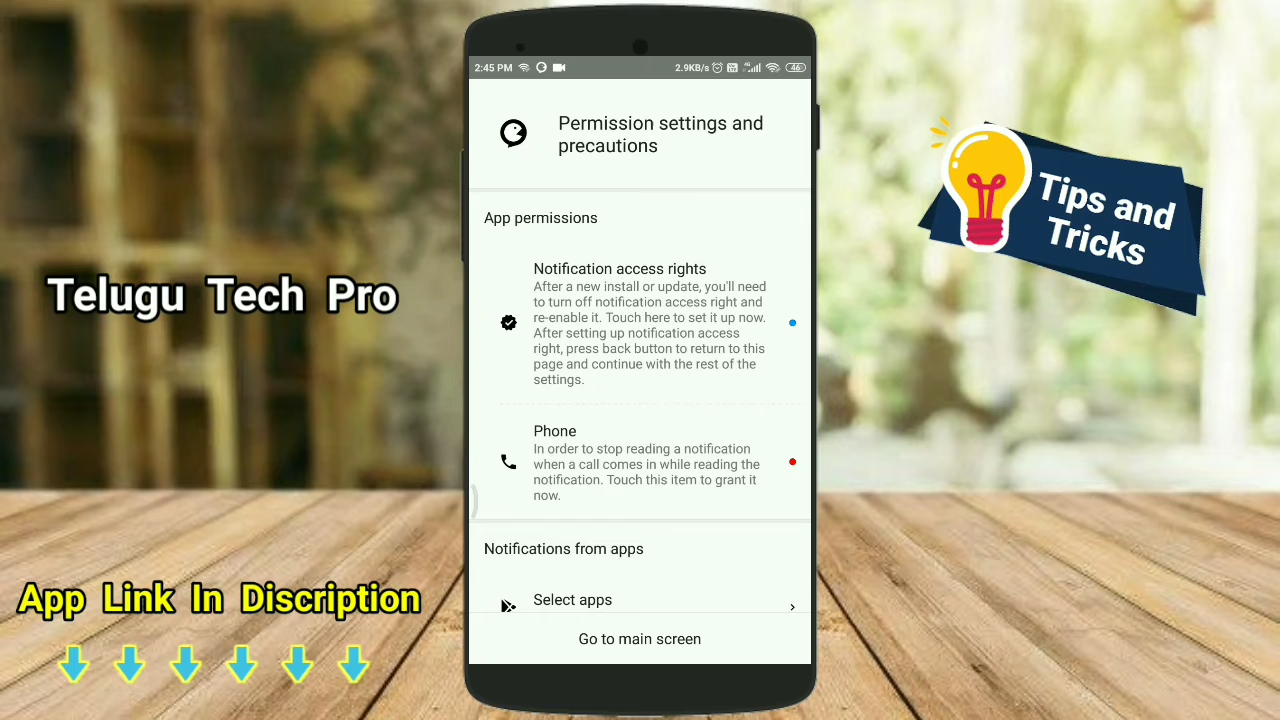 2:45 PM
2.9KB/s
4G
46
Permission settings and
precautions
App permissions
Notification access rights
After a new install or update, you'll need
to turn off notification access right and
re-enable it. Touch here to set it up now.
After setting up notification access
right, press back button to return to this
page and continue with the rest of the
settings.
Phone
In order to stop reading a notification
when a call comes in while reading the
notification. Touch this item to grant it
now.
Notifications from apps
Select apps
Go to main screen
Telugu Tech Pro
App Link In Discription
Tips and
Tricks